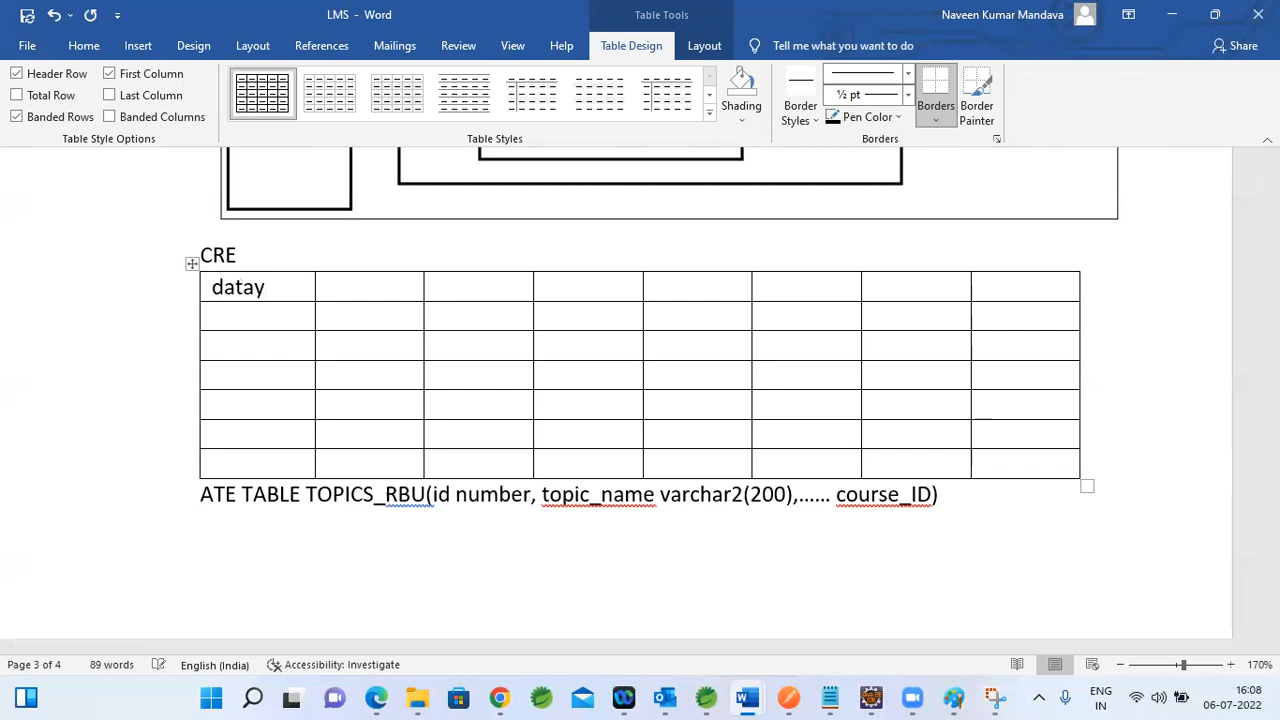 LMS - Word
Table Tools
Naveen Kumar Mandava
File Home Insert Design Layout References Mailings Review View Help Table Design Layout Tell me what you want to do Share
Header Row First Column
Total Row Last Column
Banded Rows Banded Columns
Table Style Options
Table Styles
Shading
Border Styles
½ pt
Pen Color
Borders
Border Painter
Borders
CRE
datay
ATE TABLE TOPICS_RBU(id number, topic_name varchar2(200),...... course_ID)
Page 3 of 4 89 words English (India) Accessibility: Investigate 170%
ENG
IN
16:08
06-07-2022